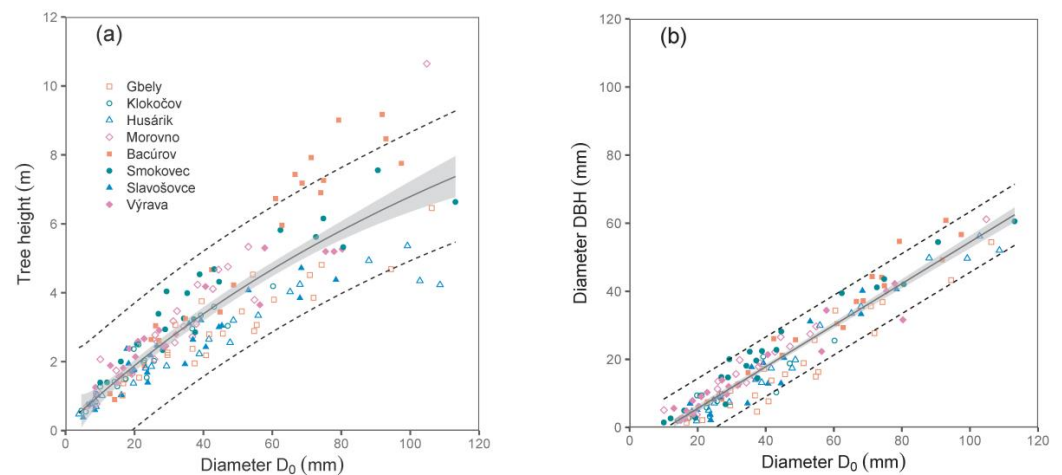 (a)
Tree height (m)
12
10
8
6
4
2
0
Gbely
Klokočov
Husárik
Morovno
Bacúrov
Smokovec
Slavošovce
Výrava
0 20 40 60 80 100 120
Diameter D₀ (mm)
(b)
Diameter DBH (mm)
120
100
80
60
40
20
0
0 20 40 60 80 100 120
Diameter D₀ (mm)